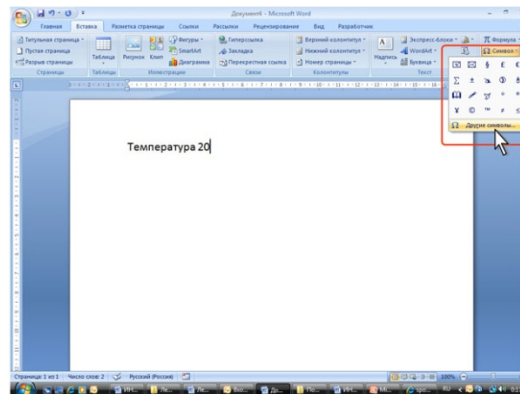 Документ4 - Microsoft Word
Главная Вставка Разметка страницы Ссылки Рассылки Рецензирование Вид Разработчик
Титульная страница Фигуры Гиперссылка Верхний колонтитул Экспресс-блоки Формула
Пустая страница SmartArt Закладка Нижний колонтитул WordArt Символ
Разрыв страницы Таблица Рисунок Клип Диаграмма Перекрестная ссылка Номер страницы Надпись Буквица
Страницы Таблицы Иллюстрации Связи Колонтитулы Текст
Другие символы...
Температура 20
Страница: 1 из 1 Число слов: 2 Русский (Россия) 100%
RU